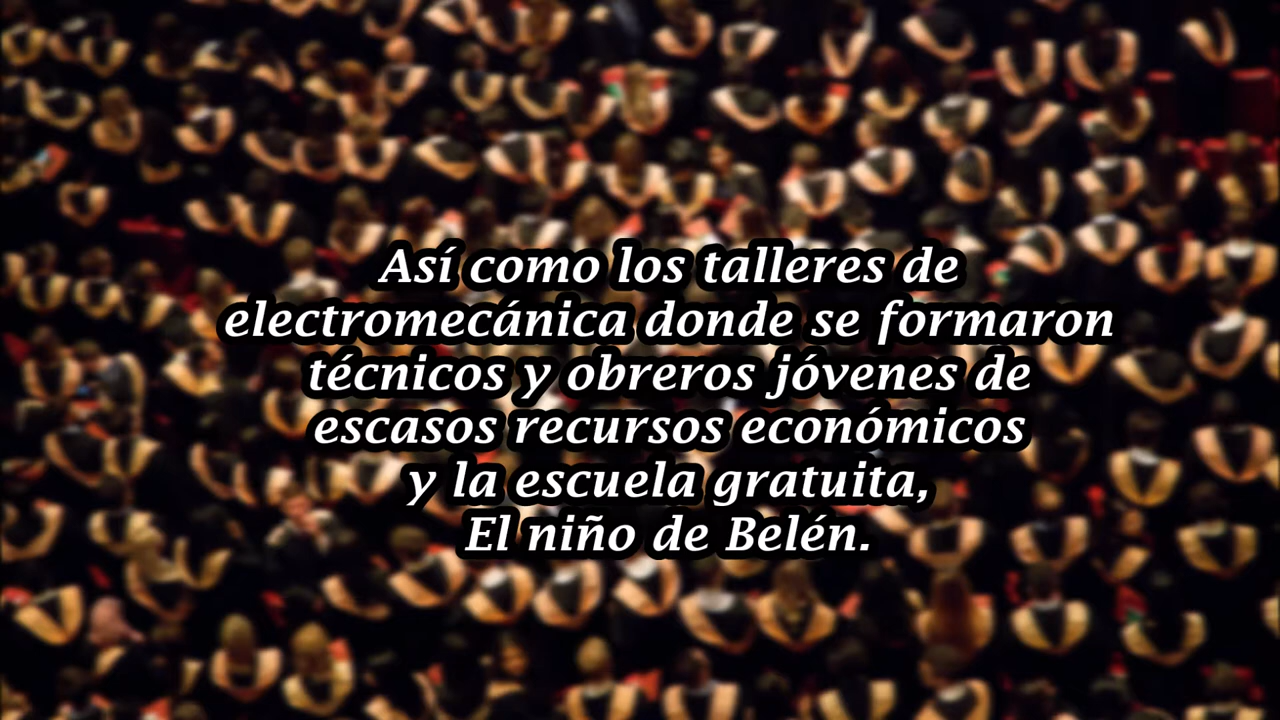 Así como los talleres de
electromecánica donde se formaron
técnicos y obreros jóvenes de
escasos recursos económicos
y la escuela gratuita,
El niño de Belén.